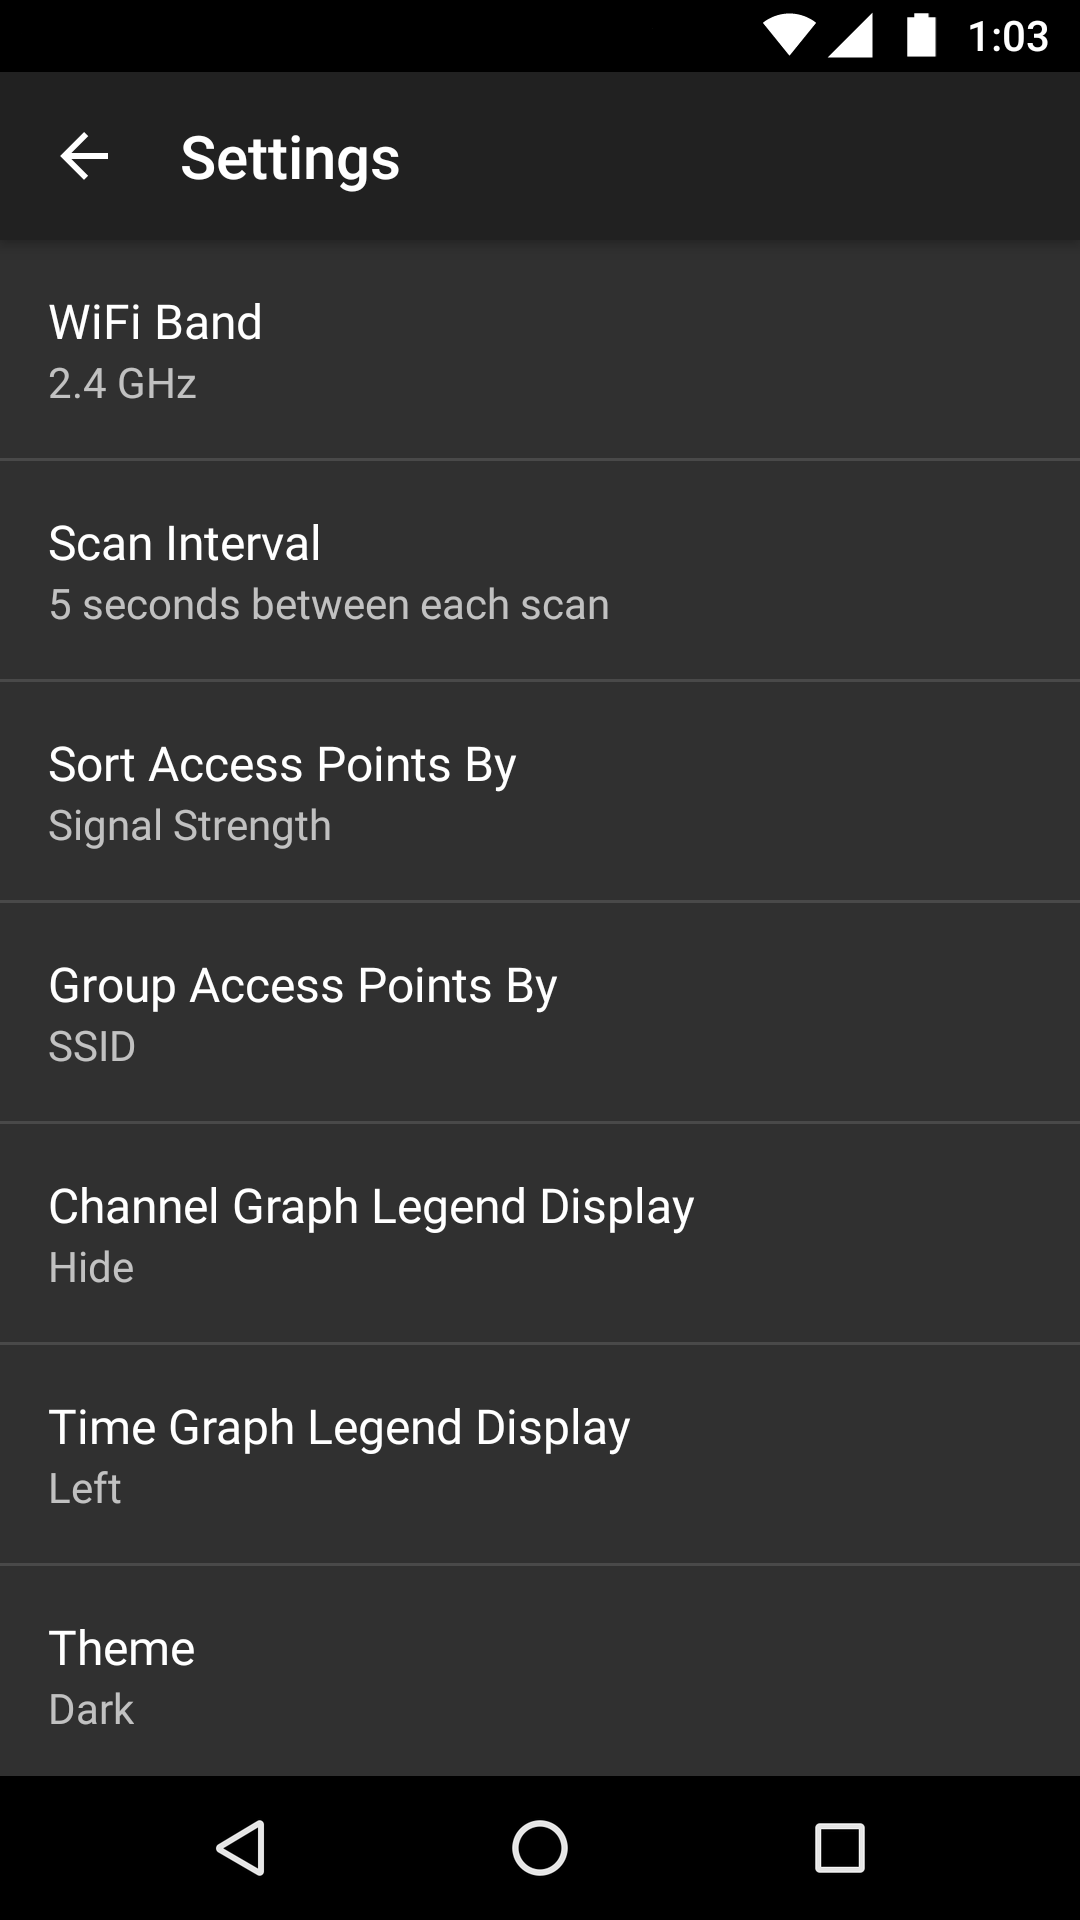 1:03
Settings
WiFi Band
2.4 GHz
Scan Interval
5 seconds between each scan
Sort Access Points By
Signal Strength
Group Access Points By
SSID
Channel Graph Legend Display
Hide
Time Graph Legend Display
Left
Theme
Dark